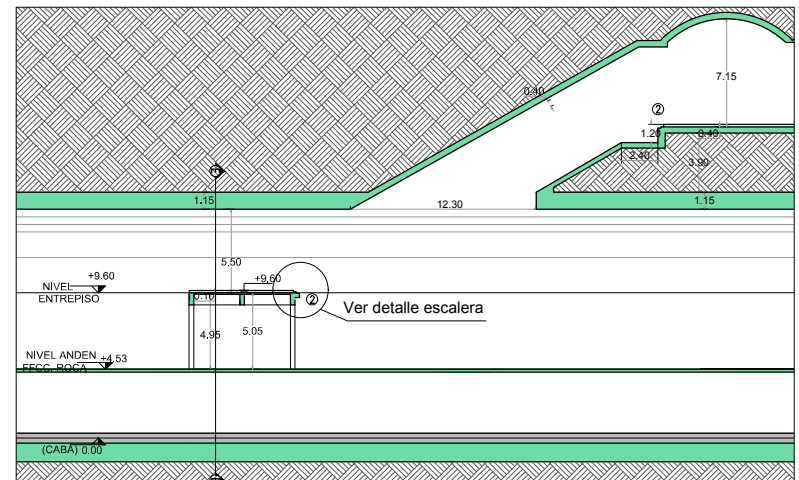 7.15
0.40
②
1.20 0.40
2.40
3.90
1.15
12.30
1.15
5.50
+9.60
NIVEL
ENTREPISO
+9.60
0.10
②
Ver detalle escalera
4.95
5.05
NIVEL ANDEN +4.53
FFCC. ROCA
(CABA) 0.00